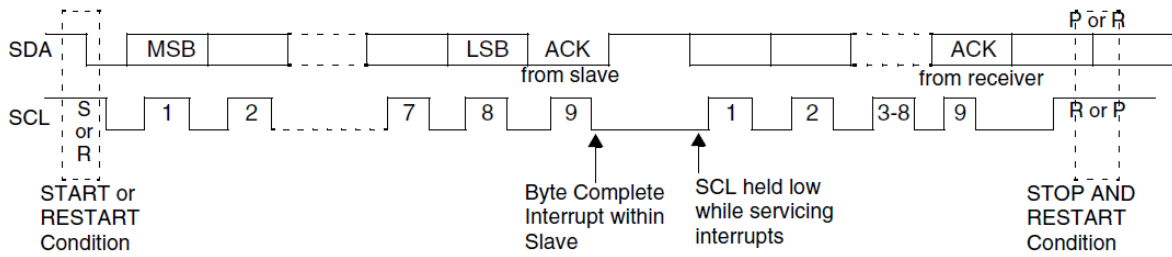 P or R
SDA MSB LSB ACK ACK
from slave from receiver
SCL S or R 1 2 7 8 9 1 2 3-8 9 R or P
START or
RESTART
Condition
Byte Complete
Interrupt within
Slave
SCL held low
while servicing
interrupts
STOP AND
RESTART
Condition